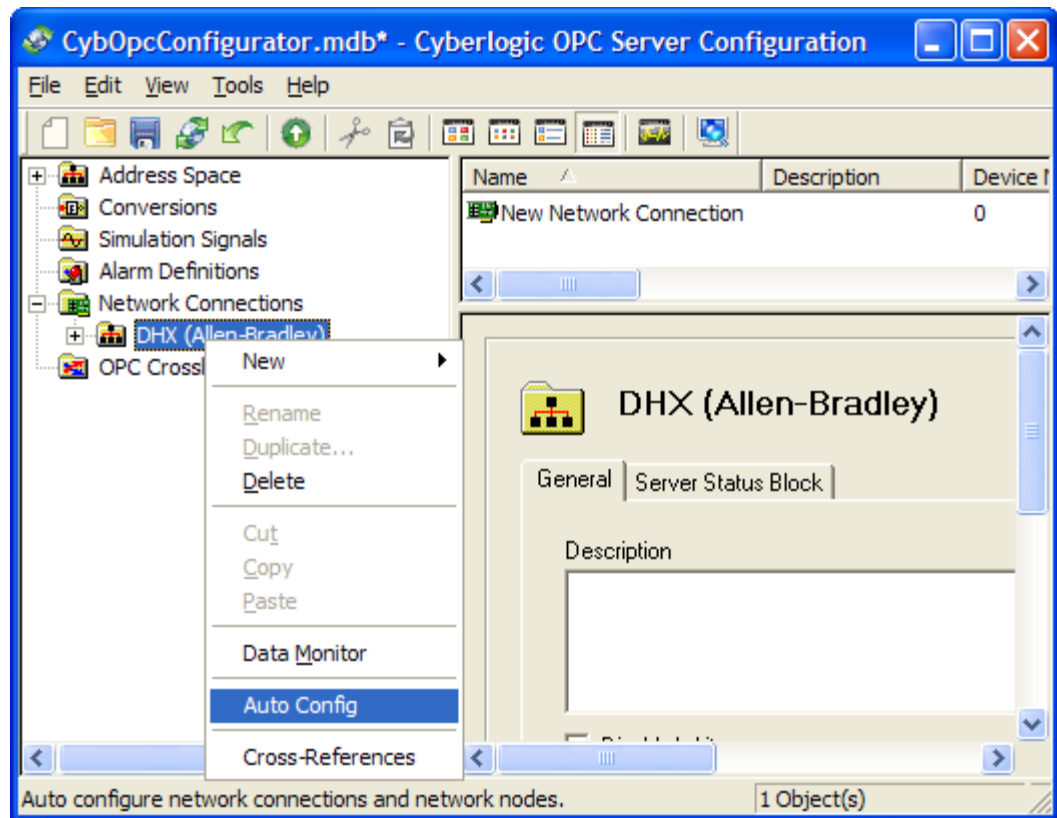 CybOpcConfigurator.mdb* - Cyberlogic OPC Server Configuration
File Edit View Tools Help
Address Space
Conversions
Simulation Signals
Alarm Definitions
Network Connections
DHX (Allen-Bradley)
OPC Crossl
Name Description Device
New Network Connection 0
New
Rename
Duplicate...
Delete
Cut
Copy
Paste
Data Monitor
Auto Config
Cross-References
DHX (Allen-Bradley)
General Server Status Block
Description
Auto configure network connections and network nodes. 1 Object(s)